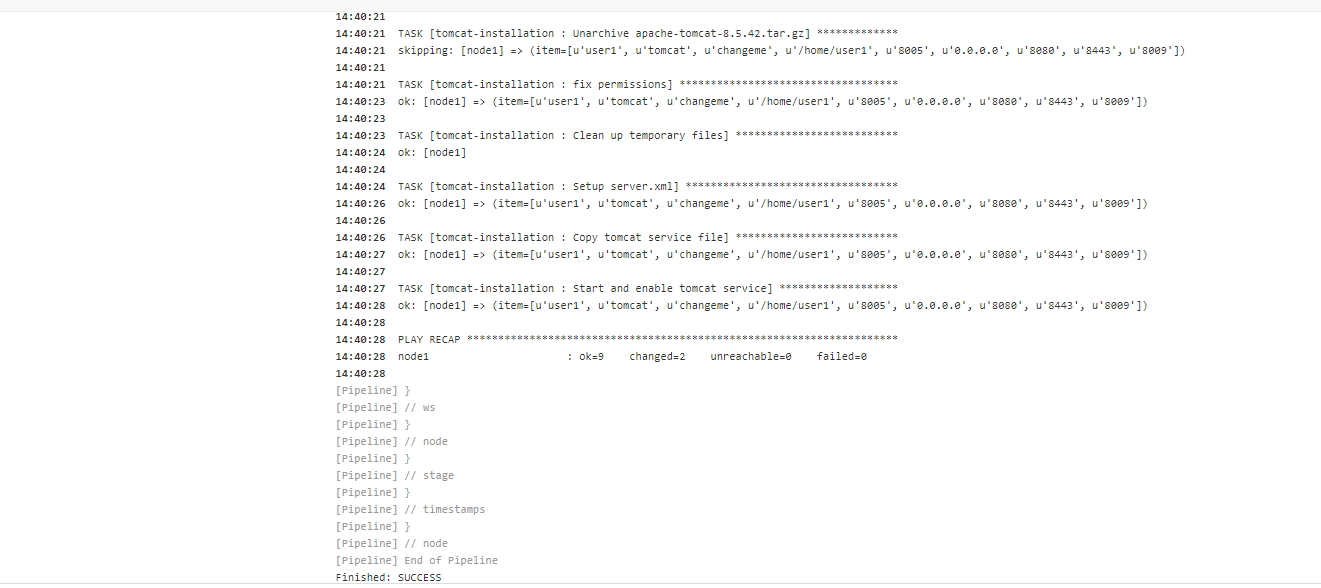 14:40:21
14:40:21 TASK [tomcat-installation : Unarchive apache-tomcat-8.5.42.tar.gz] *************
14:40:21 skipping: [node1] => (item=[u'user1', u'tomcat', u'changeme', u'/home/user1', u'8005', u'0.0.0.0', u'8080', u'8443', u'8009'])
14:40:21
14:40:21 TASK [tomcat-installation : fix permissions] ***********************************
14:40:23 ok: [node1] => (item=[u'user1', u'tomcat', u'changeme', u'/home/user1', u'8005', u'0.0.0.0', u'8080', u'8443', u'8009'])
14:40:23
14:40:23 TASK [tomcat-installation : Clean up temporary files] **************************
14:40:24 ok: [node1]
14:40:24
14:40:24 TASK [tomcat-installation : Setup server.xml] **********************************
14:40:26 ok: [node1] => (item=[u'user1', u'tomcat', u'changeme', u'/home/user1', u'8005', u'0.0.0.0', u'8080', u'8443', u'8009'])
14:40:26
14:40:26 TASK [tomcat-installation : Copy tomcat service file] **************************
14:40:27 ok: [node1] => (item=[u'user1', u'tomcat', u'changeme', u'/home/user1', u'8005', u'0.0.0.0', u'8080', u'8443', u'8009'])
14:40:27
14:40:27 TASK [tomcat-installation : Start and enable tomcat service] *******************
14:40:28 ok: [node1] => (item=[u'user1', u'tomcat', u'changeme', u'/home/user1', u'8005', u'0.0.0.0', u'8080', u'8443', u'8009'])
14:40:28
14:40:28 PLAY RECAP *********************************************************************
14:40:28 node1 : ok=9 changed=2 unreachable=0 failed=0
14:40:28
[Pipeline] }
[Pipeline] // ws
[Pipeline] }
[Pipeline] // node
[Pipeline] }
[Pipeline] // stage
[Pipeline] }
[Pipeline] // timestamps
[Pipeline] }
[Pipeline] // node
[Pipeline] End of Pipeline
Finished: SUCCESS